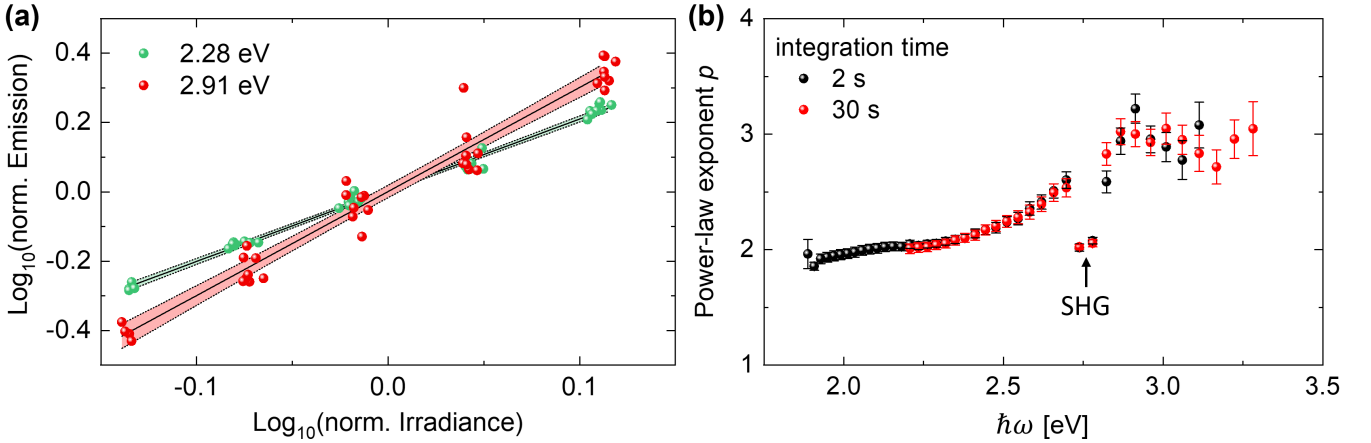 (a)
2.28 eV
2.91 eV
Log10(norm. Emission)
0.4
0.2
0.0
-0.2
-0.4
-0.1
0.0
0.1
Log10(norm. Irradiance)
(b)
integration time
2 s
30 s
Power-law exponent p
4
3
2
1
SHG
2.0
2.5
3.0
3.5
ℏω [eV]